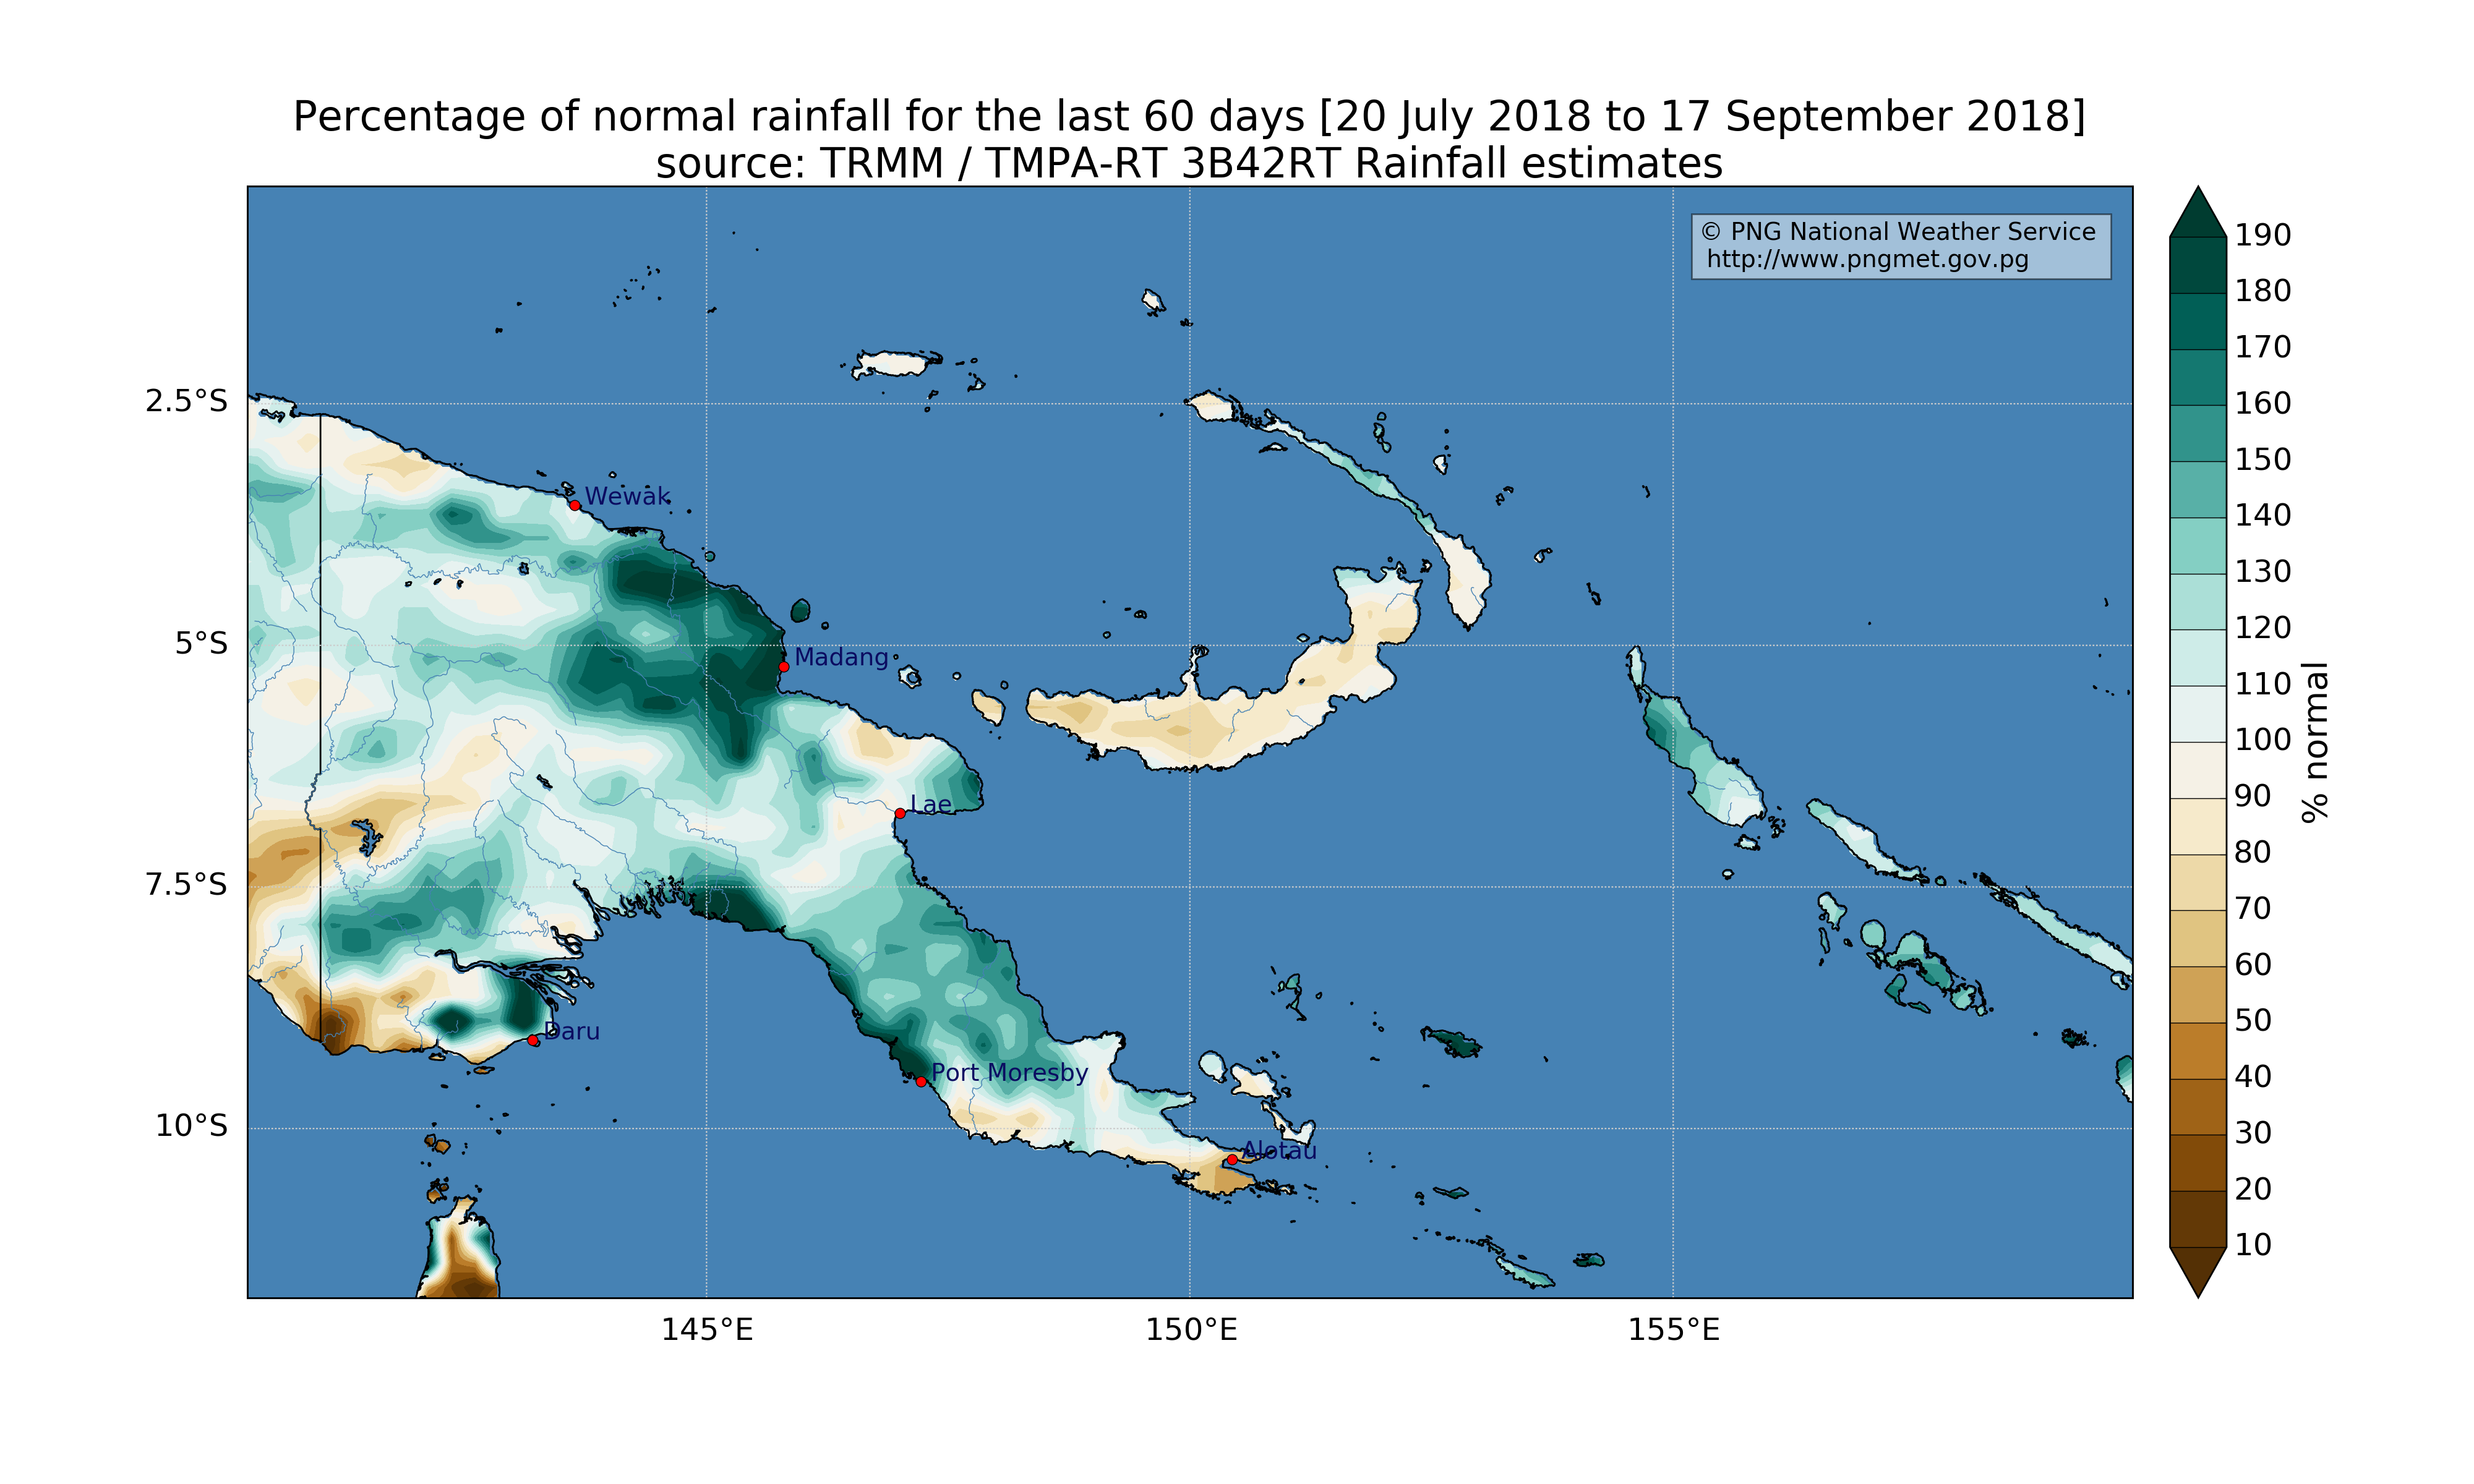 Percentage of normal rainfall for the last 60 days [20 July 2018 to 17 September 2018]
source: TRMM / TMPA-RT 3B42RT Rainfall estimates
© PNG National Weather Service
http://www.pngmet.gov.pg
2.5°S
5°S
7.5°S
10°S
Wewak
Madang
Lae
Daru
Port Moresby
Alotau
145°E
150°E
155°E
190
180
170
160
150
140
130
120
110
100
90
80
70
60
50
40
30
20
10
% normal